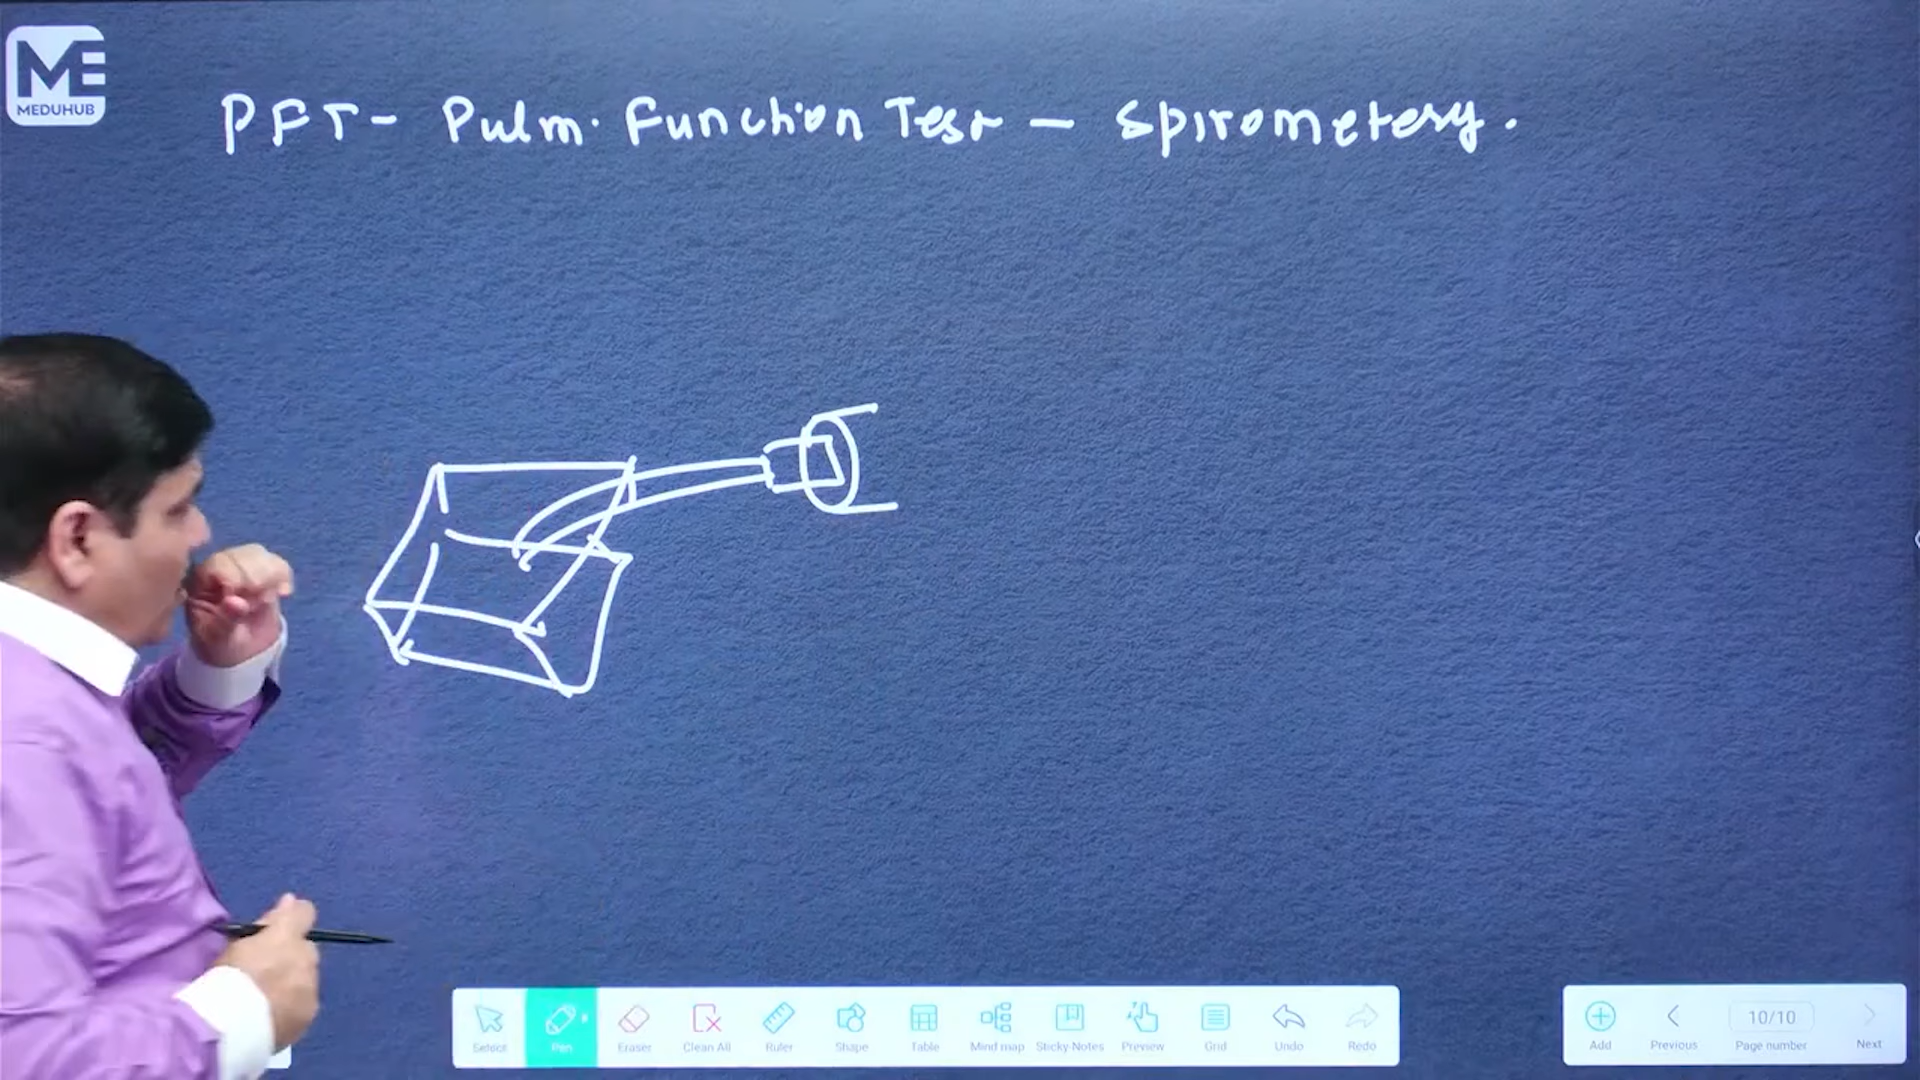 ME
MEDUHUB
PFT - Pulm. Function Test - Spirometery.
Select
Pen
Eraser
Clean All
Ruler
Shape
Table
Mind map
Sticky-Notes
Preview
Grid
Undo
Redo
Add
Previous
10/10
Page number
Next